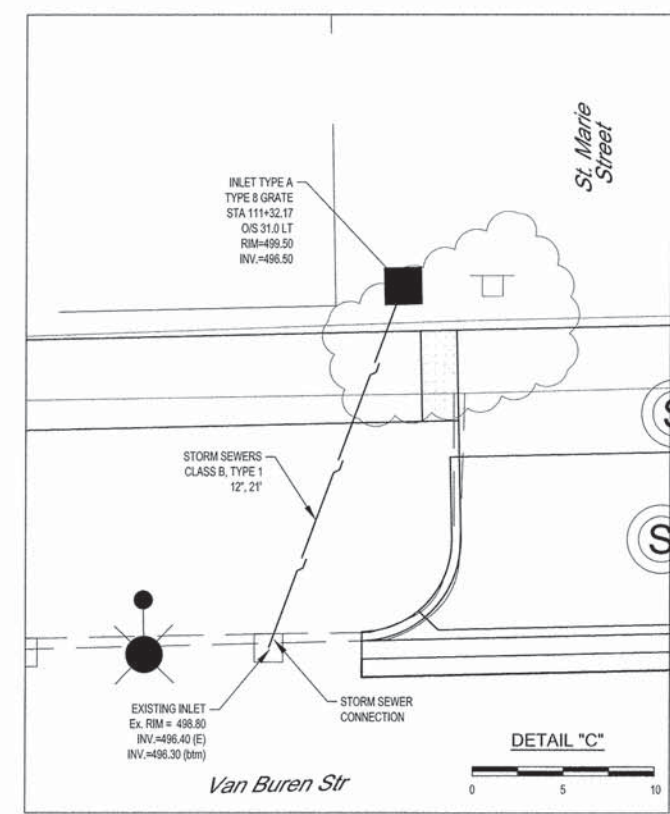 St. Marie
Street
INLET TYPE A
TYPE 8 GRATE
STA 111+32.17
O/S 31.0 LT
RIM=499.50
INV.=496.50
S
STORM SEWERS
CLASS B, TYPE 1
12", 21'
S
EXISTING INLET
Ex. RIM = 498.80
INV.=496.40 (E)
INV.=496.30 (btm)
STORM SEWER
CONNECTION
DETAIL "C"
0 5 10
Van Buren Str